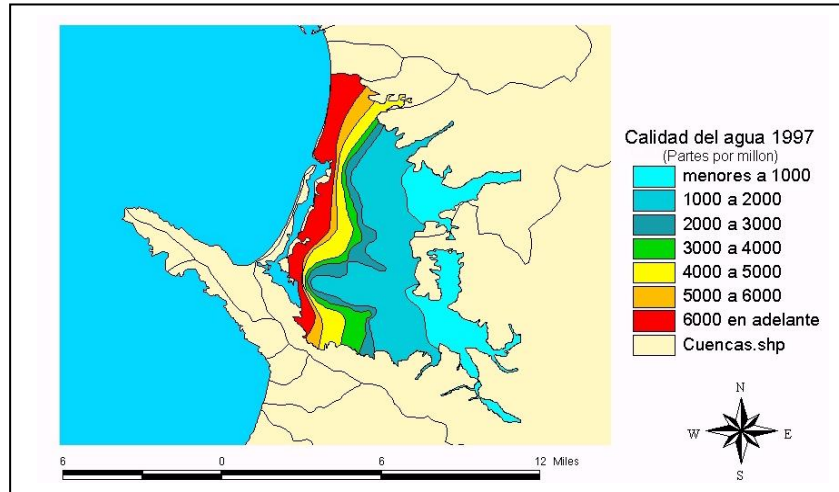 Calidad del agua 1997
(Partes por millon)
menores a 1000
1000 a 2000
2000 a 3000
3000 a 4000
4000 a 5000
5000 a 6000
6000 en adelante
Cuencas.shp
N
W E
S
6 0 6 12 Miles